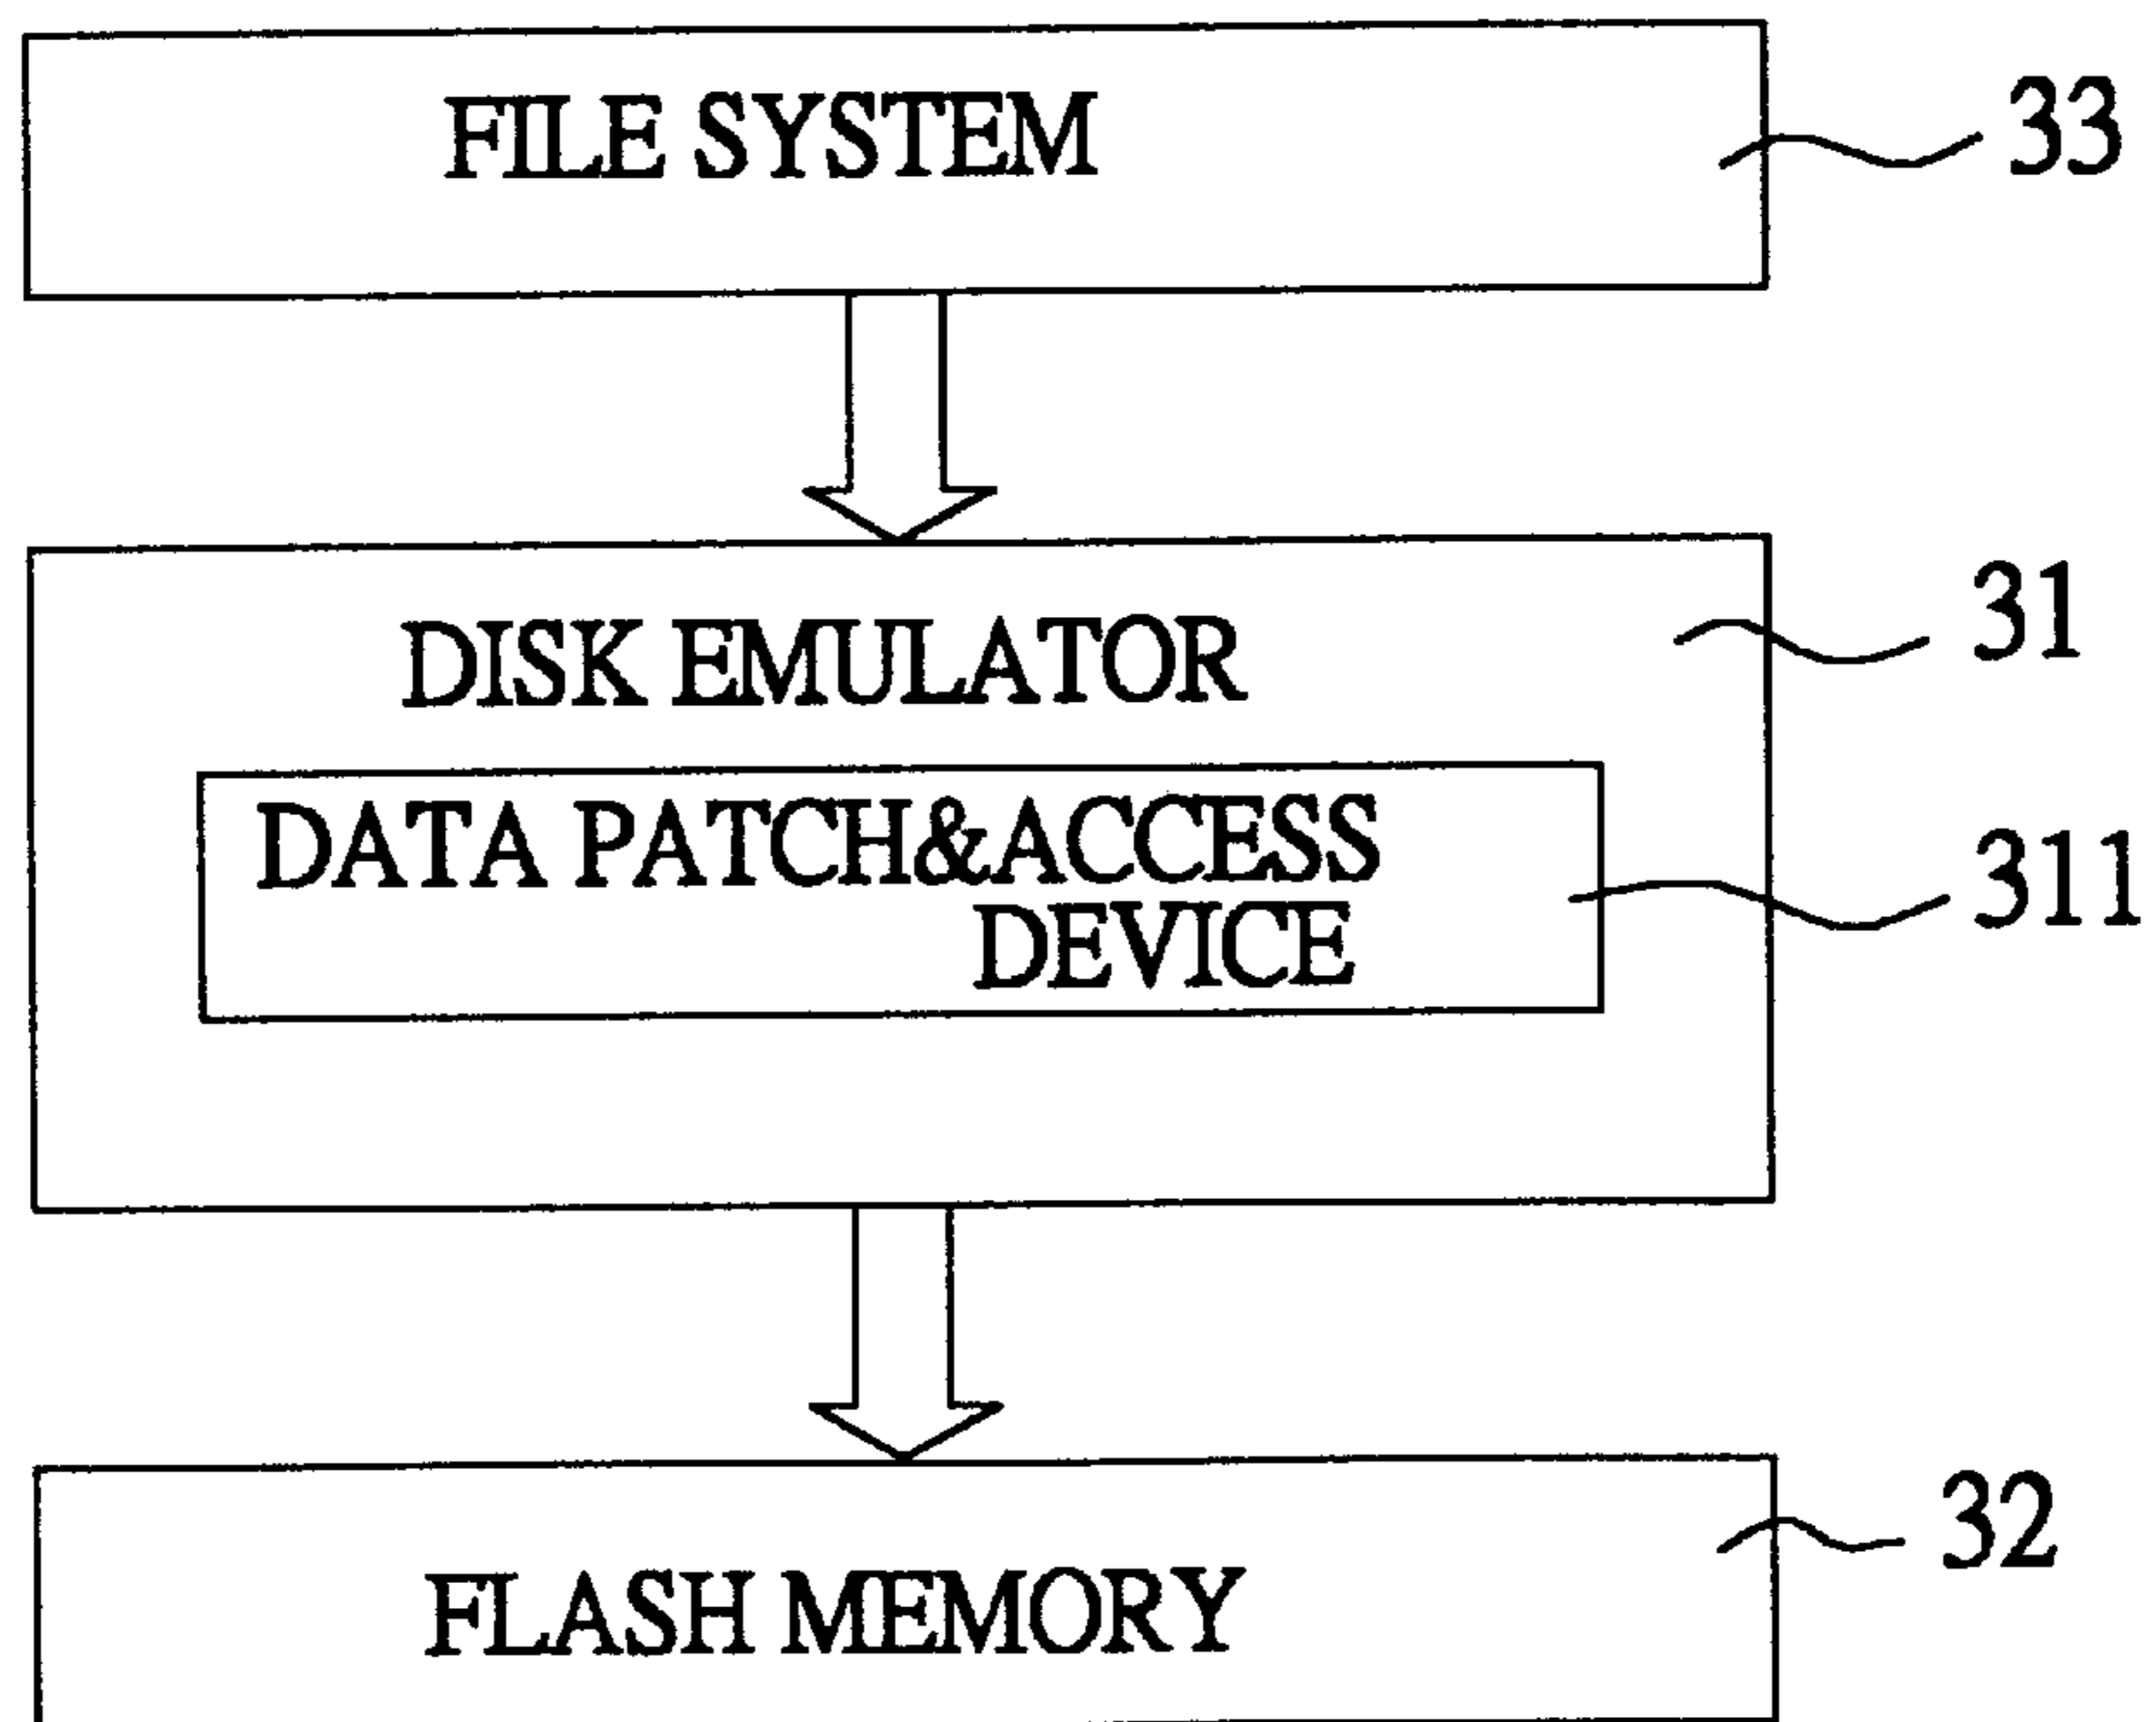 FILE SYSTEM
33
DISK EMULATOR
31
DATA PATCH&ACCESS
DEVICE
311
FLASH MEMORY
32